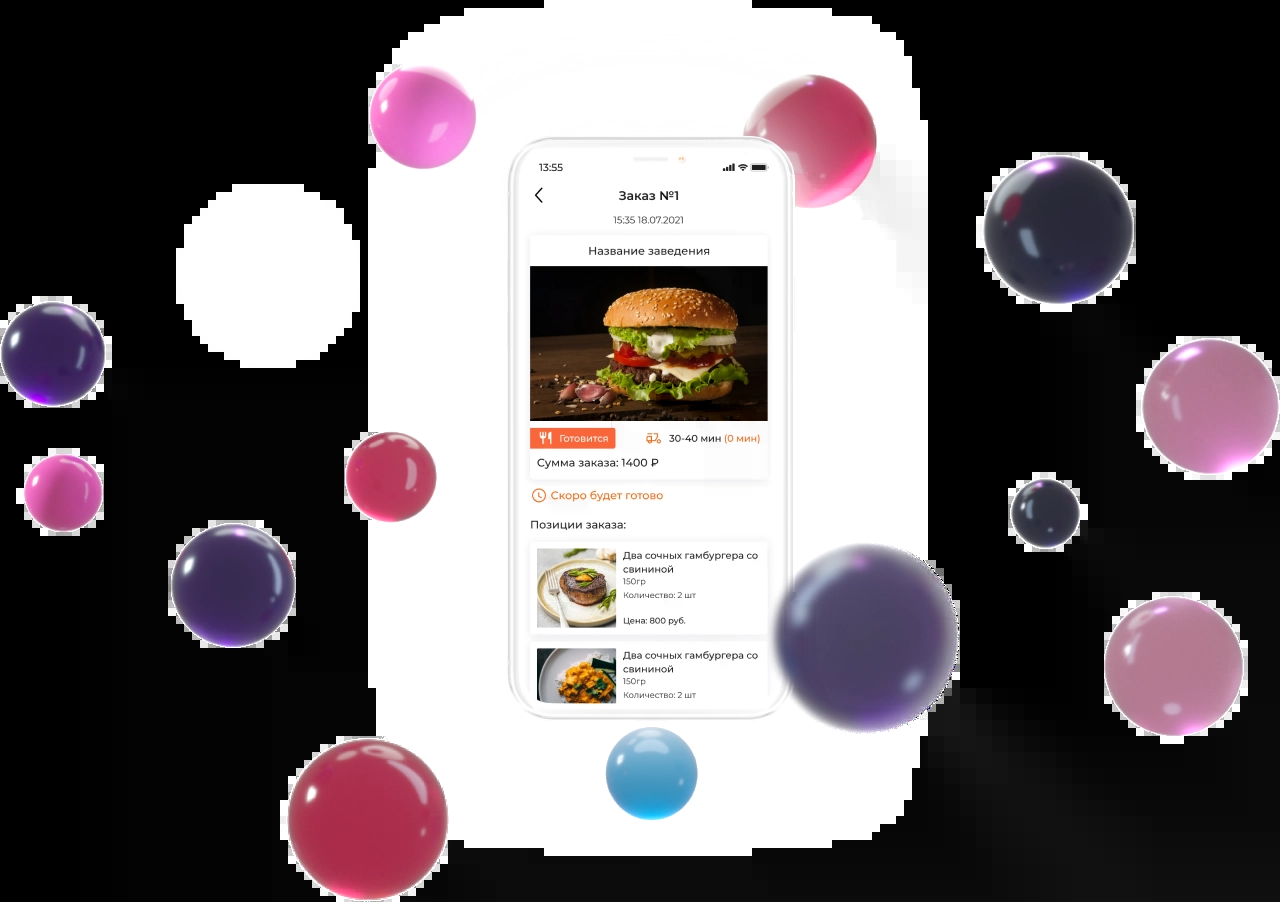 13:55
Заказ №1
15:35 18.07.2021
Название заведения
Готовится
30-40 мин (0 мин)
Сумма заказа: 1400 ₽
Скоро будет готово
Позиции заказа:
Два сочных гамбургера со
свининой
150гр
Количество: 2 шт
Цена: 800 руб.
Два сочных гамбургера со
свининой
150гр
Количество: 2 шт